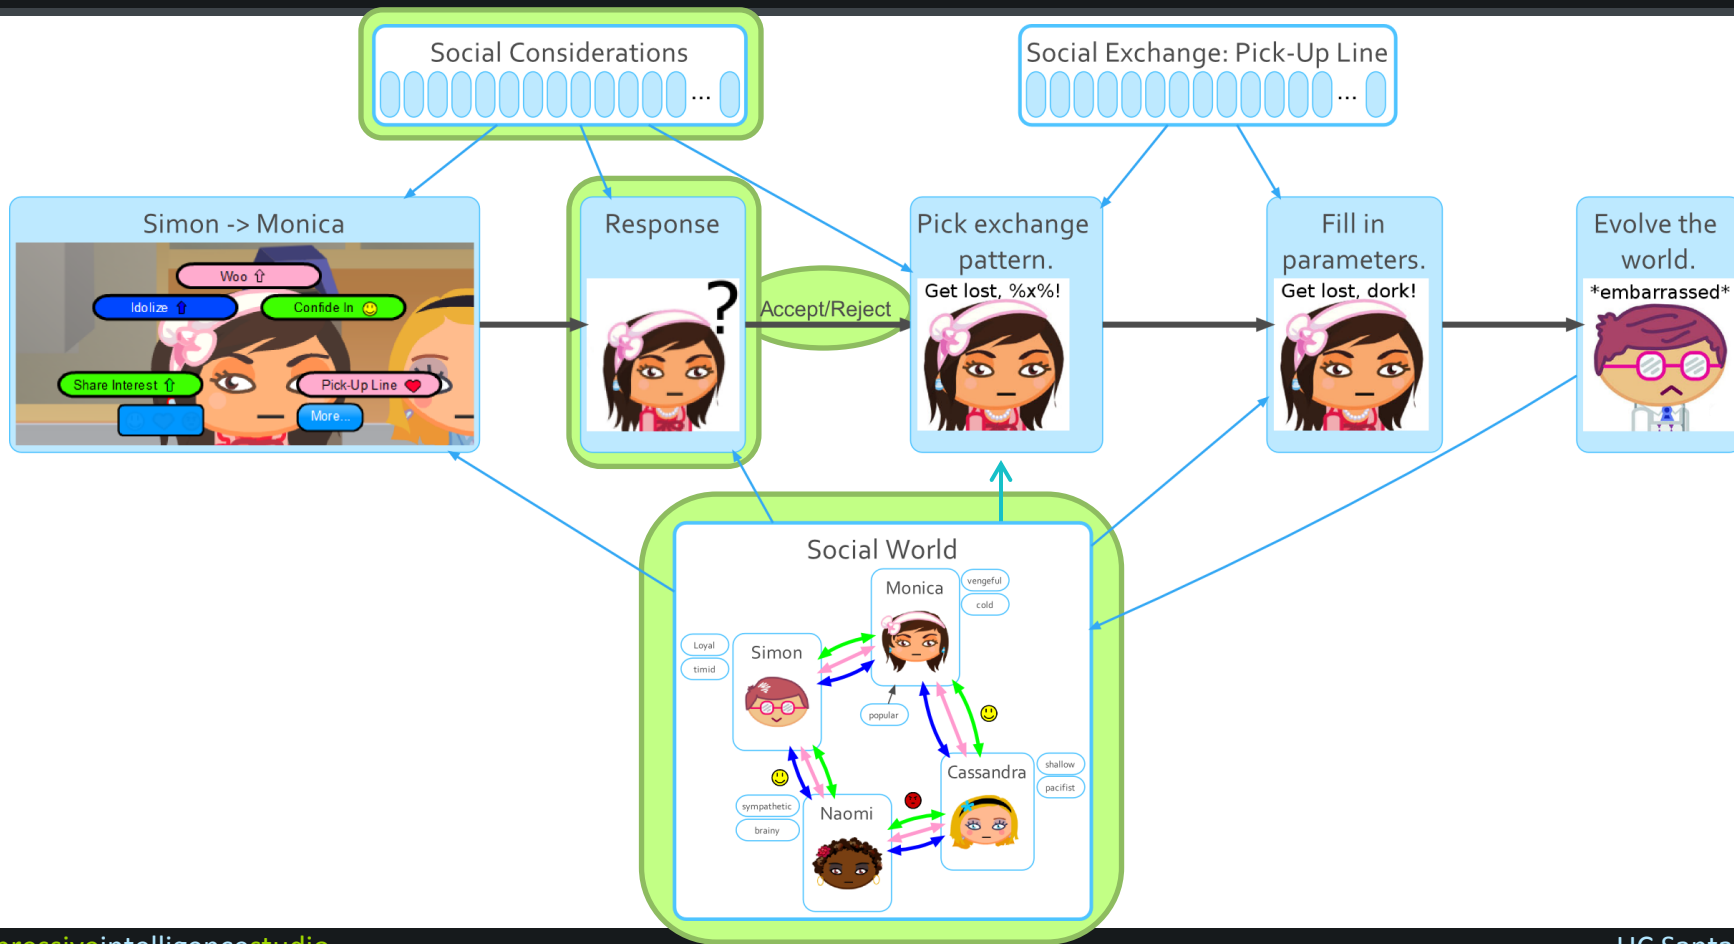 Social Considerations
...
Social Exchange: Pick-Up Line
...
Simon -> Monica
Woo
Idolize
Confide In
Share Interest
Pick-Up Line
More...
Response
?
Accept/Reject
Pick exchange
pattern.
Get lost, %x%!
Fill in
parameters.
Get lost, dork!
Evolve the
world.
*embarrassed*
Social World
Monica
vengeful
cold
Loyal
timid
Simon
popular
Cassandra
shallow
pacifist
sympathetic
brainy
Naomi
intelligencestudio
UC